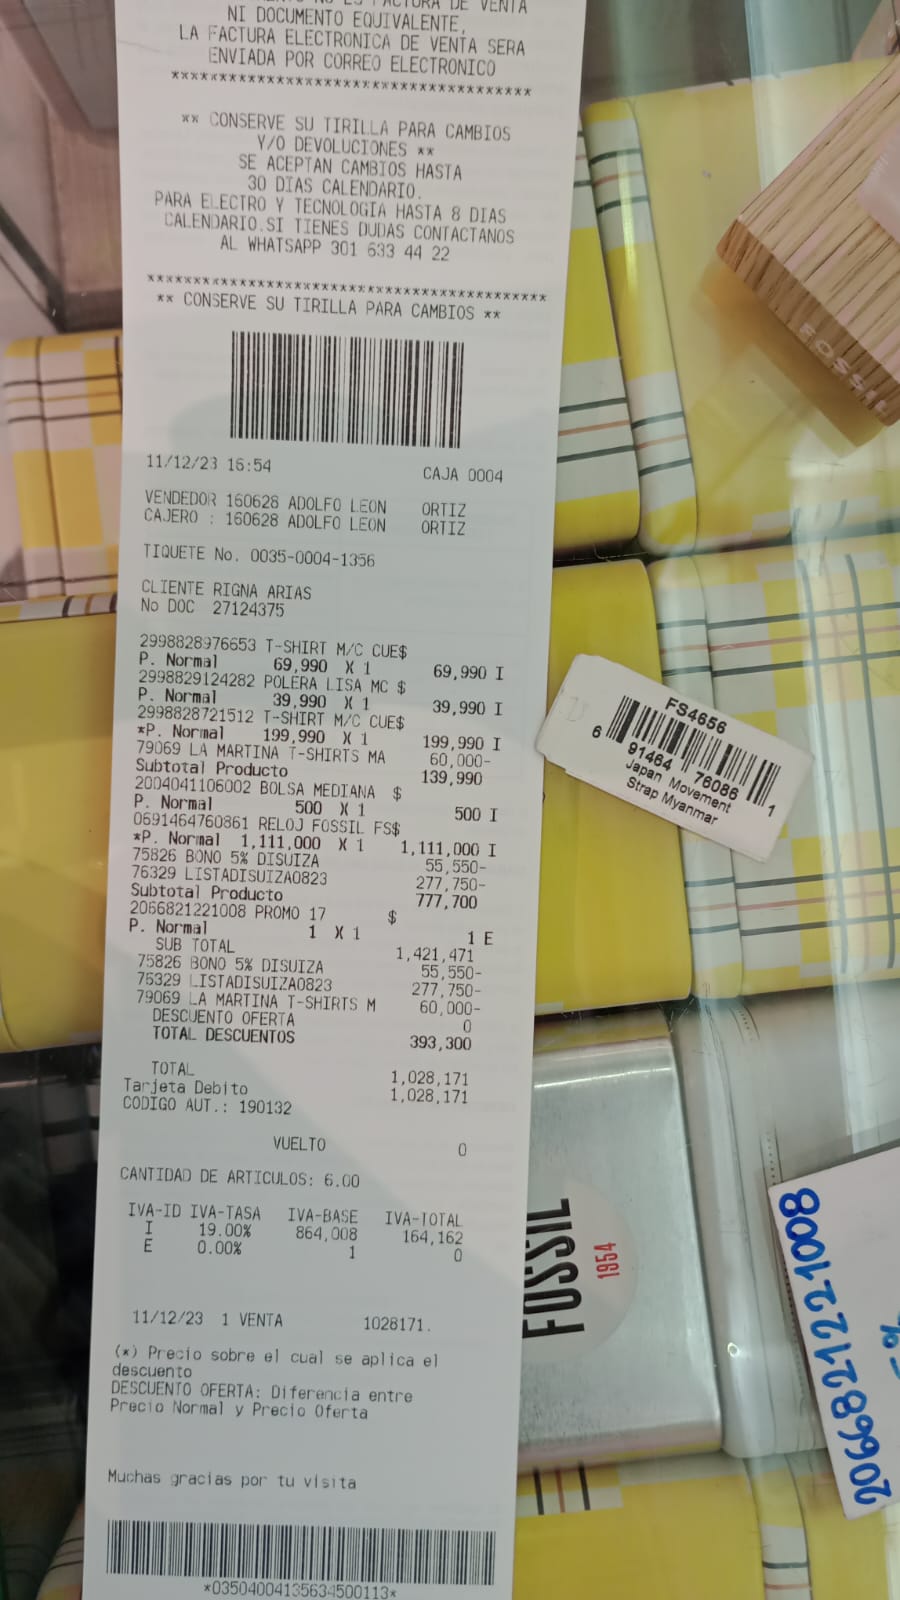 NI DOCUMENTO EQUIVALENTE,
LA FACTURA ELECTRONICA DE VENTA SERA
ENVIADA POR CORREO ELECTRONICO
****************************************
** CONSERVE SU TIRILLA PARA CAMBIOS
Y/O DEVOLUCIONES **
SE ACEPTAN CAMBIOS HASTA
30 DIAS CALENDARIO.
PARA ELECTRO Y TECNOLOGIA HASTA 8 DIAS
CALENDARIO.SI TIENES DUDAS CONTACTANOS
AL WHATSAPP 301 633 44 22
********************************************
** CONSERVE SU TIRILLA PARA CAMBIOS **
11/12/23 16:54 CAJA 0004
VENDEDOR 160628 ADOLFO LEON ORTIZ
CAJERO : 160628 ADOLFO LEON ORTIZ
TIQUETE No. 0035-0004-1356
CLIENTE RIGNA ARIAS
No DOC 27124375
2998828976653 T-SHIRT M/C CUE$
P. Normal 69,990 X 1 69,990 I
2998829124282 POLERA LISA MC $
P. Normal 39,990 X 1 39,990 I
2998828721512 T-SHIRT M/C CUE$
*P. Normal 199,990 X 1 199,990 I
79069 LA MARTINA T-SHIRTS MA 60,000-
Subtotal Producto 139,990
2004041106002 BOLSA MEDIANA $
P. Normal 500 X 1 500 I
0691464760861 RELOJ FOSSIL FS$
*P. Normal 1,111,000 X 1 1,111,000 I
75826 BONO 5% DISUIZA 55,550-
76329 LISTADISUIZA0823 277,750-
Subtotal Producto 777,700
2066821221008 PROMO 17 $
P. Normal 1 X 1 1 E
SUB TOTAL 1,421,471
75826 BONO 5% DISUIZA 55,550-
76329 LISTADISUIZA0823 277,750-
79069 LA MARTINA T-SHIRTS M 60,000-
DESCUENTO OFERTA 0
TOTAL DESCUENTOS 393,300
TOTAL 1,028,171
Tarjeta Debito 1,028,171
CODIGO AUT.: 190132
VUELTO 0
CANTIDAD DE ARTICULOS: 6.00
IVA-ID IVA-TASA IVA-BASE IVA-TOTAL
I 19.00% 864,008 164,162
E 0.00% 1 0
11/12/23 1 VENTA 1028171.
(*) Precio sobre el cual se aplica el
descuento
DESCUENTO OFERTA: Diferencia entre
Precio Normal y Precio Oferta
Muchas gracias por tu visita
*03504004135634500113*
FS4656
6 91464 76086 1
Japan Movement
Strap Myanmar
FOSSIL
FOSSIL
1954
2066821221008